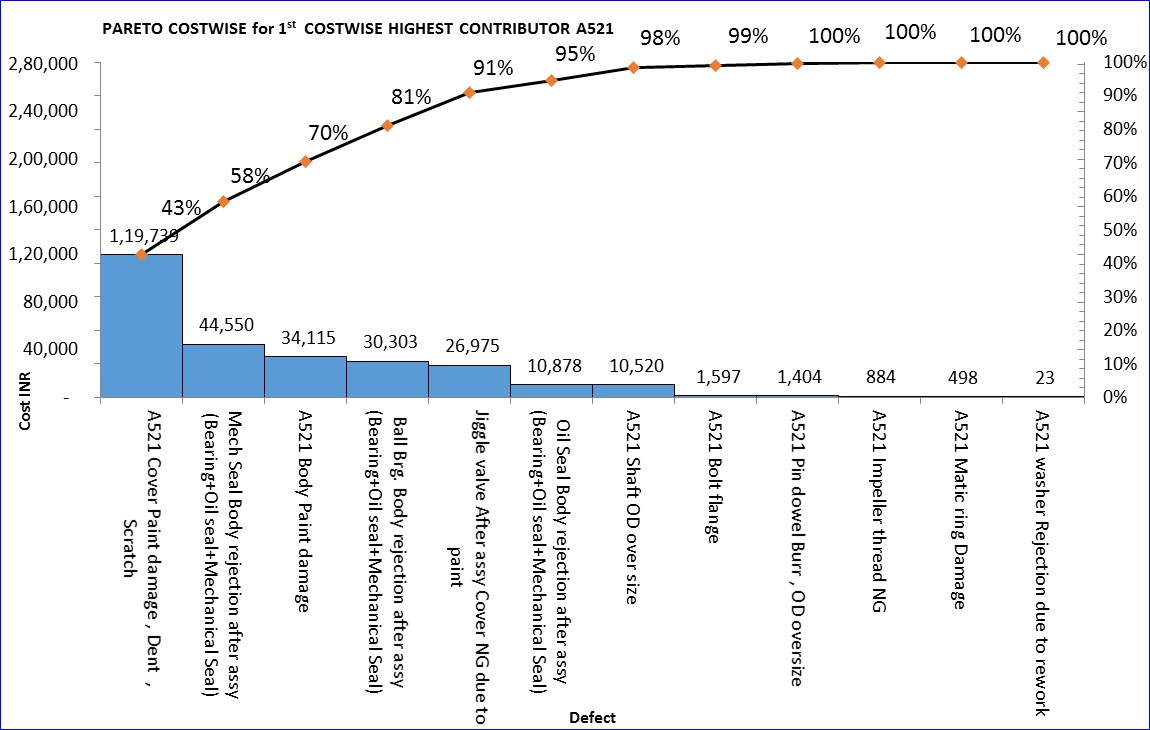 PARETO COSTWISE for 1st COSTWISE HIGHEST CONTRIBUTOR A521
98%
99%
100%
100%
100%
100%
95%
91%
81%
70%
58%
43%
2,80,000
2,40,000
2,00,000
1,60,000
1,20,000
80,000
40,000
-
Cost INR
100%
90%
80%
70%
60%
50%
40%
30%
20%
10%
0%
1,19,739
44,550
34,115
30,303
26,975
10,878
10,520
1,597
1,404
884
498
23
A521 Cover Paint damage , Dent ,
Scratch
Mech Seal Body rejection after assy
(Bearing+Oil seal+Mechanical Seal)
A521 Body Paint damage
Ball Brg. Body rejection after assy
(Bearing+Oil seal+Mechanical Seal)
Jiggle valve After assy Cover NG due to
paint
Oil Seal Body rejection after assy
(Bearing+Oil seal+Mechanical Seal)
A521 Shaft OD over size
A521 Bolt flange
A521 Pin dowel Burr , OD oversize
A521 Impeller thread NG
A521 Matic ring Damage
A521 washer Rejection due to rework
Defect